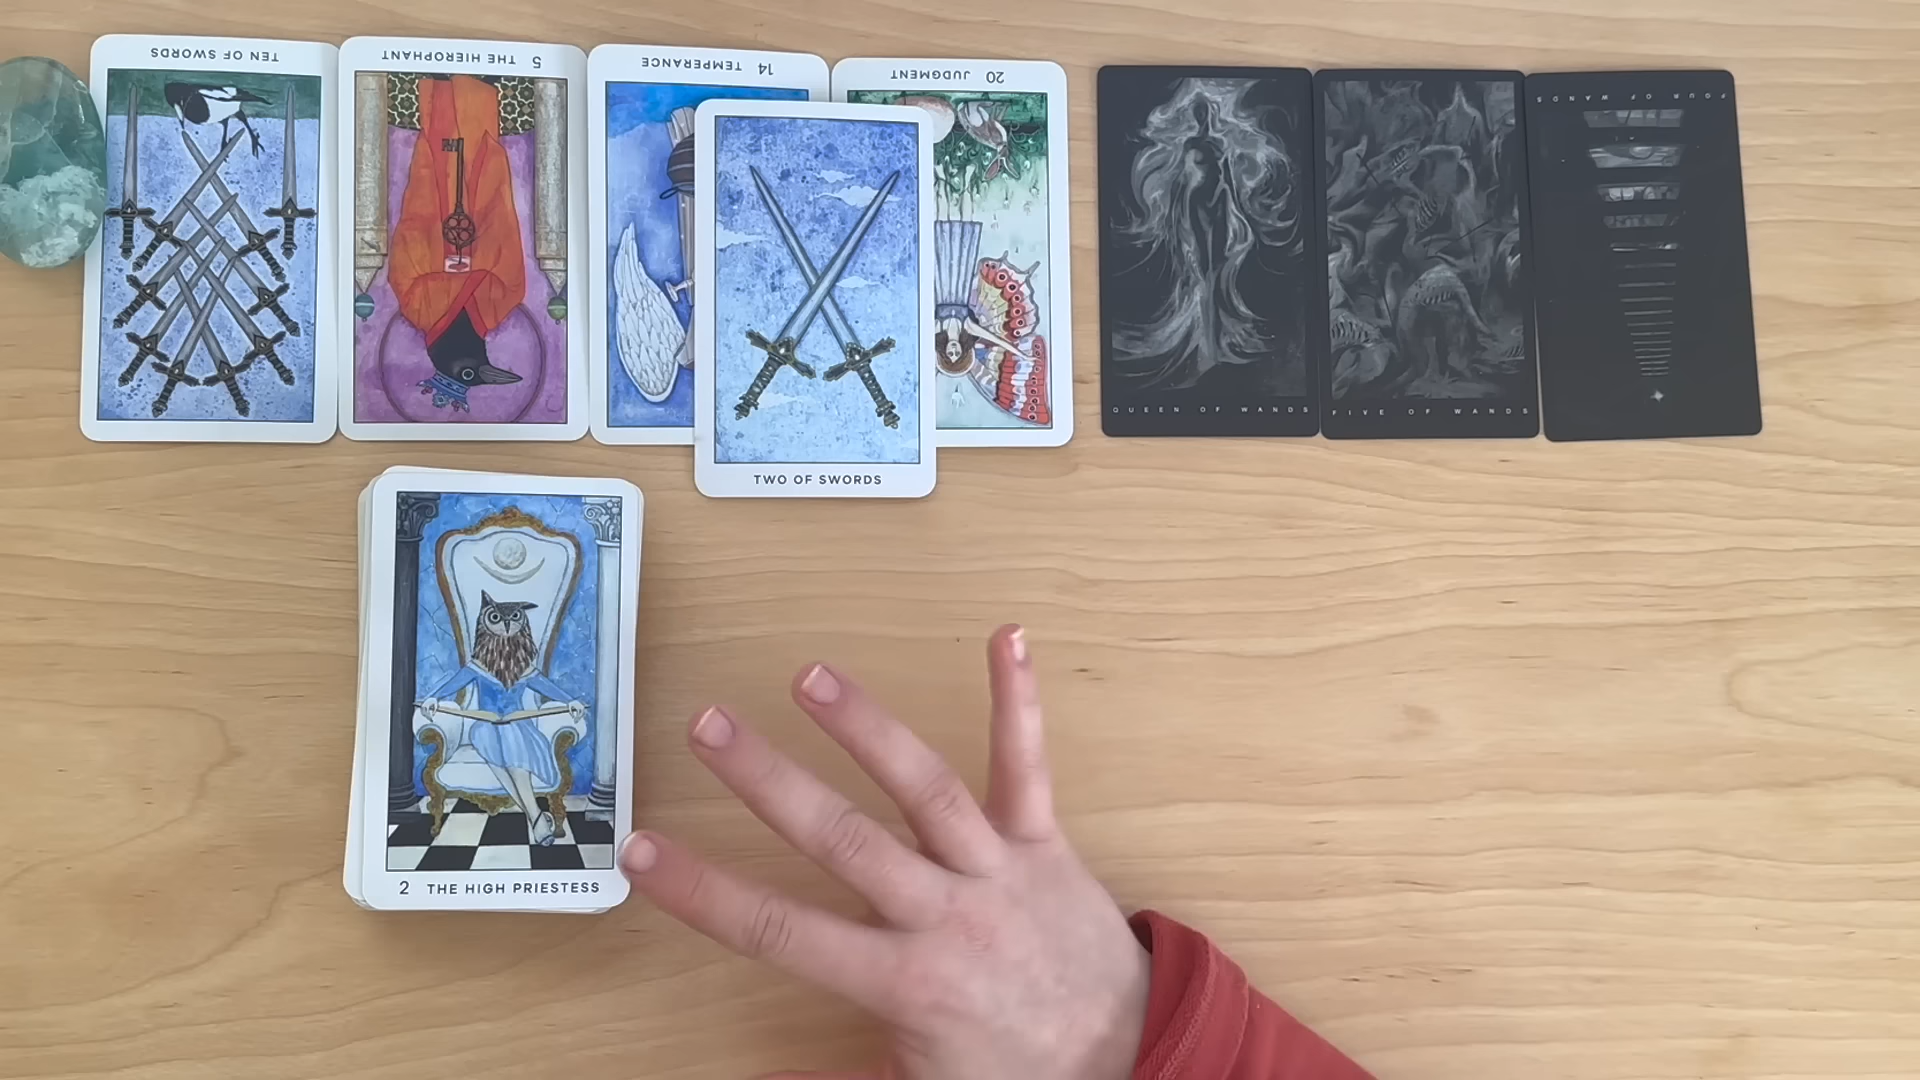 TEN OF SWORDS
5 THE HIEROPHANT
14 TEMPERANCE
20 JUDGMENT
TWO OF SWORDS
QUEEN OF WANDS
FIVE OF WANDS
FOUR OF WANDS
2 THE HIGH PRIESTESS